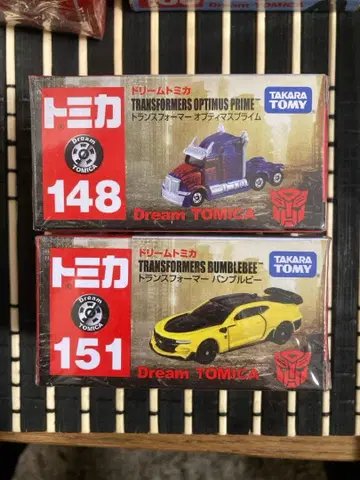 ドリームトミカ
トミカ
TRANSFORMERS OPTIMUS PRIME™
トランスフォーマー オプティマスプライム
TAKARA
TOMY
Dream
TOMICA
148
Dream TOMICA
ドリームトミカ
トミカ
TRANSFORMERS BUMBLEBEE™
トランスフォーマー バンブルビー
TAKARA
TOMY
Dream
TOMICA
151
Dream TOMICA